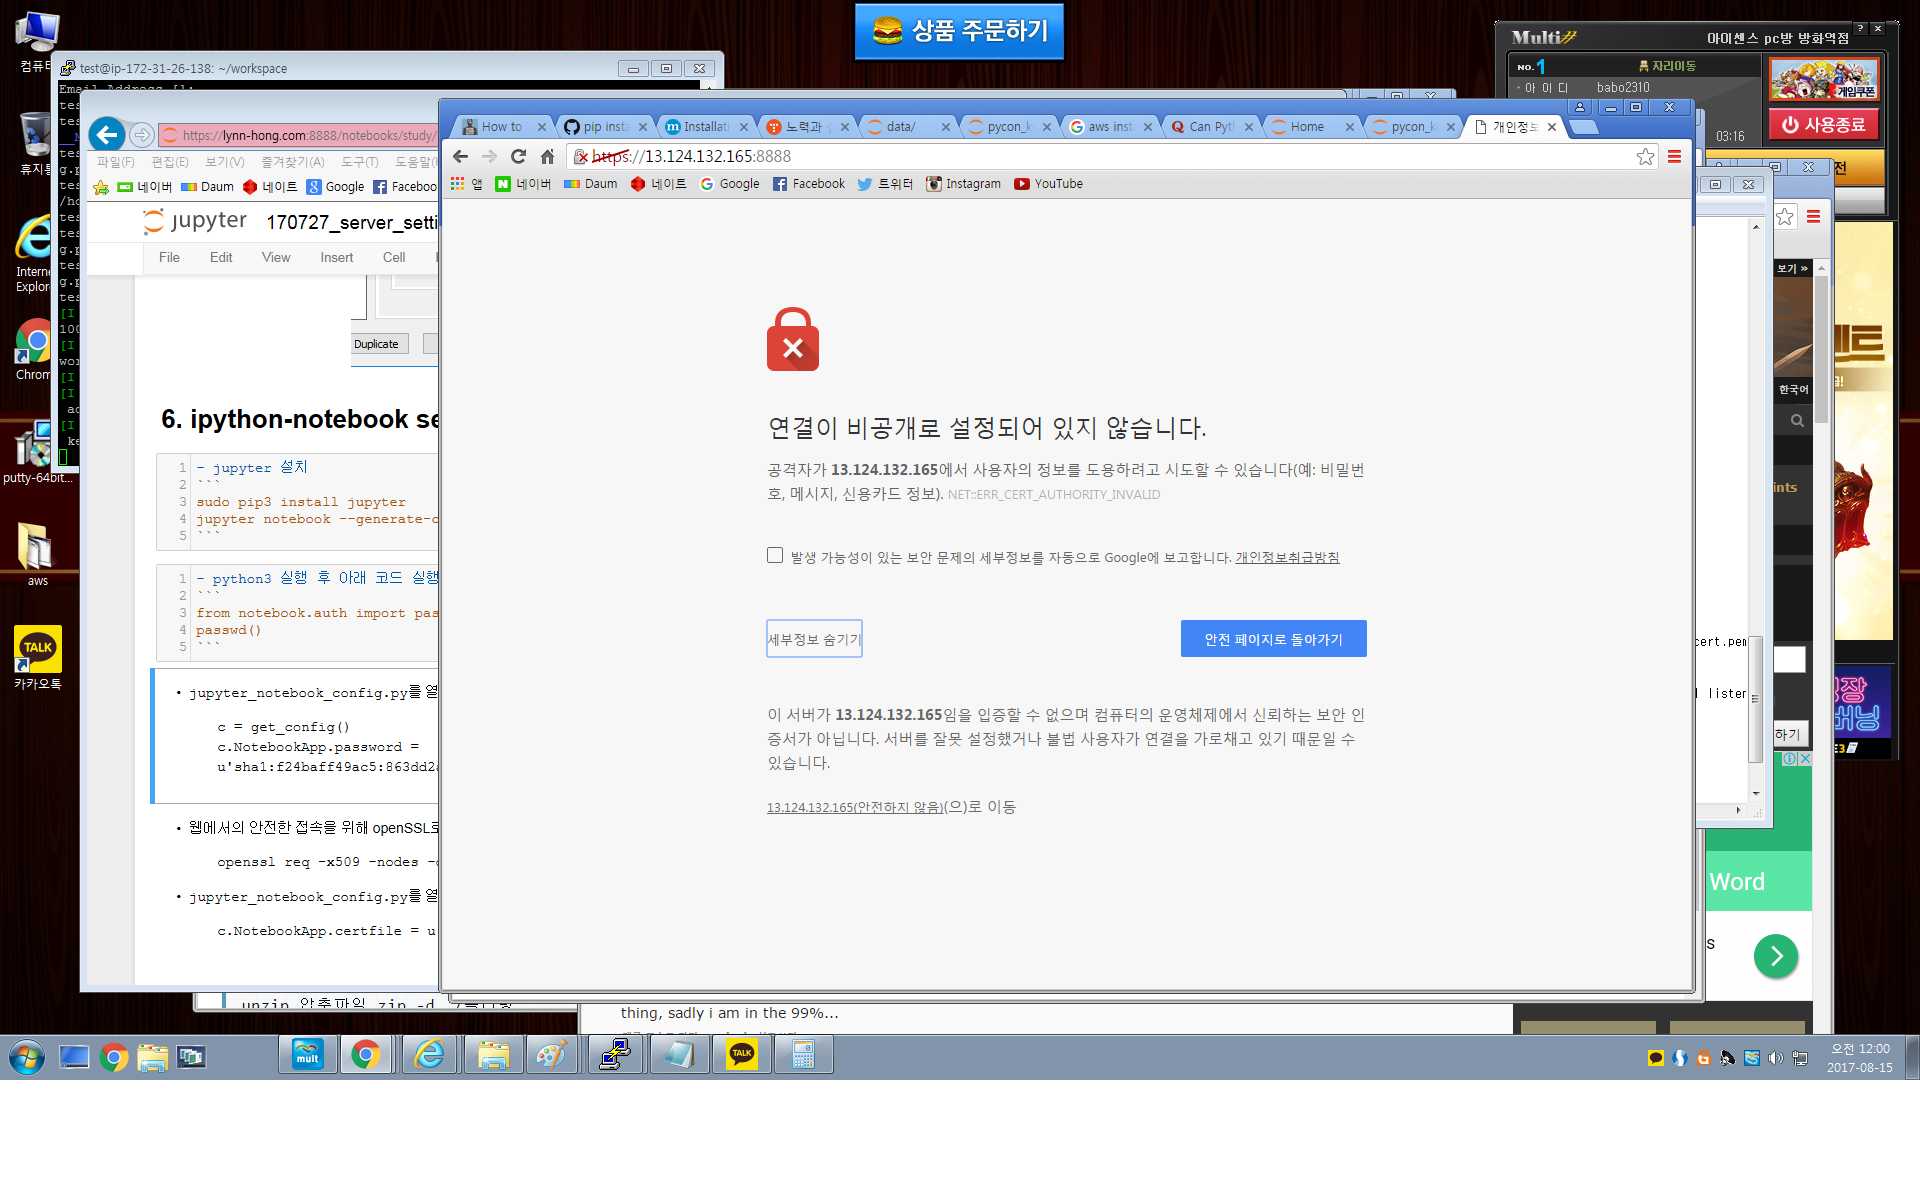 상품 주문하기
컴퓨터
test@ip-172-31-26-138: ~/workspace
Email Address []:
Multi
아이센스 pc방 방화역점
NO. 1
자리이동
아 이 디 babo2310
게임쿠폰
03:16
사용종료
How to
pip insta
Installati
노력과
data/
pycon_k
aws inst
Can Pyth
Home
pycon_k
개인정보
https://13.124.132.165:8888
앱
네이버
Daum
네이트
Google
Facebook
트위터
Instagram
YouTube
https://lynn-hong.com:8888/notebooks/study/
파일(F) 편집(E) 보기(V) 즐겨찾기(A) 도구(T)
네이버 Daum 네이트 Google Facebook
jupyter 170727_server_setti
File Edit View Insert Cell
Duplicate
6. ipython-notebook se
1 - jupyter 설치
2 ```
3 sudo pip3 install jupyter
4 jupyter notebook --generate-c
5 ```
1 - python3 실행 후 아래 코드 실행
2 ```
3 from notebook.auth import pas
4 passwd()
5 ```
• jupyter_notebook_config.py를 열
c = get_config()
c.NotebookApp.password =
u'sha1:f24baff49ac5:863dd2a
• 웹에서의 안전한 접속을 위해 openSSL로
openssl req -x509 -nodes -d
• jupyter_notebook_config.py를 열
c.NotebookApp.certfile = u
연결이 비공개로 설정되어 있지 않습니다.
공격자가 13.124.132.165에서 사용자의 정보를 도용하려고 시도할 수 있습니다(예: 비밀번
호, 메시지, 신용카드 정보). NET::ERR_CERT_AUTHORITY_INVALID
발생 가능성이 있는 보안 문제의 세부정보를 자동으로 Google에 보고합니다. 개인정보취급방침
세부정보 숨기기
안전 페이지로 돌아가기
이 서버가 13.124.132.165임을 입증할 수 없으며 컴퓨터의 운영체제에서 신뢰하는 보안 인
증서가 아닙니다. 서버를 잘못 설정했거나 불법 사용자가 연결을 가로채고 있기 때문일 수
있습니다.
13.124.132.165(안전하지 않음)(으)로 이동
휴지통
Internet
Explorer
Chrom
putty-64bit...
aws
TALK
카카오톡
보기 »
한국어
ints
cert.pem
listen
하기
Word
s
thing, sadly i am in the 99%...
mult
TALK
오전 12:00
2017-08-15